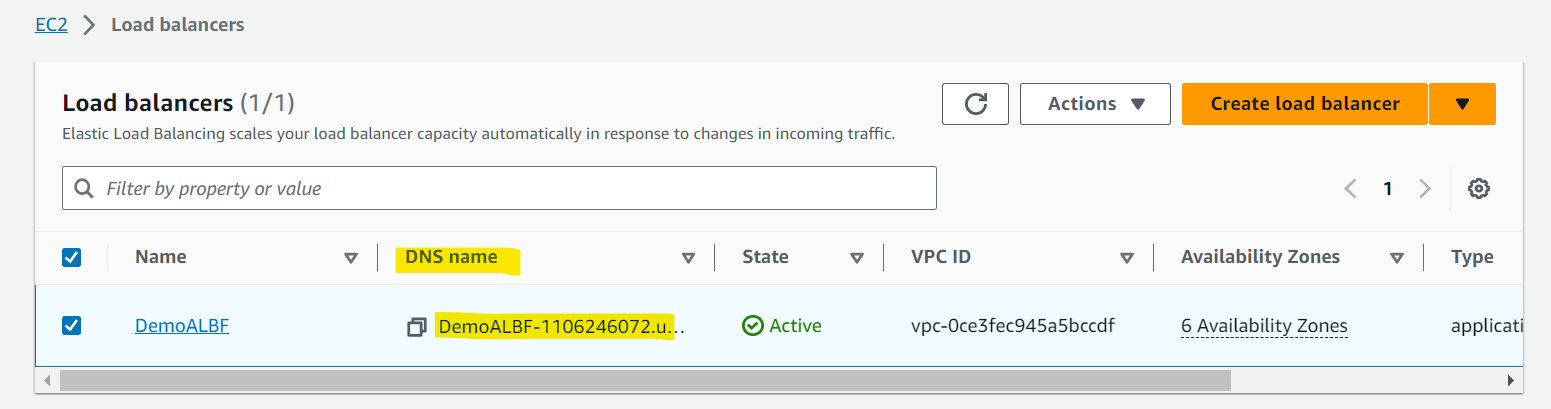 EC2 > Load balancers
Load balancers (1/1)
Actions
Create load balancer
Elastic Load Balancing scales your load balancer capacity automatically in response to changes in incoming traffic.
Filter by property or value
1
Name DNS name State VPC ID Availability Zones Type
DemoALBF DemoALBF-1106246072.u... Active vpc-0ce3fec945a5bccdf 6 Availability Zones applicati